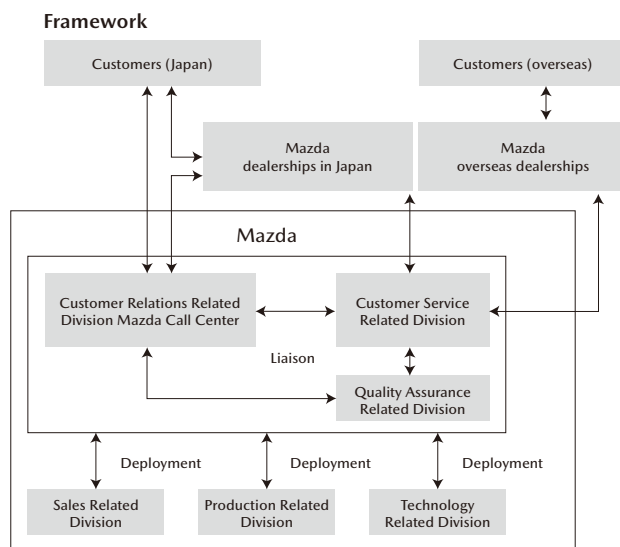 Framework
Customers (Japan)
Customers (overseas)
Mazda
dealerships in Japan
Mazda
overseas dealerships
Mazda
Customer Relations Related
Division Mazda Call Center
Customer Service
Related Division
Liaison
Quality Assurance
Related Division
Deployment
Deployment
Deployment
Sales Related
Division
Production Related
Division
Technology
Related Division